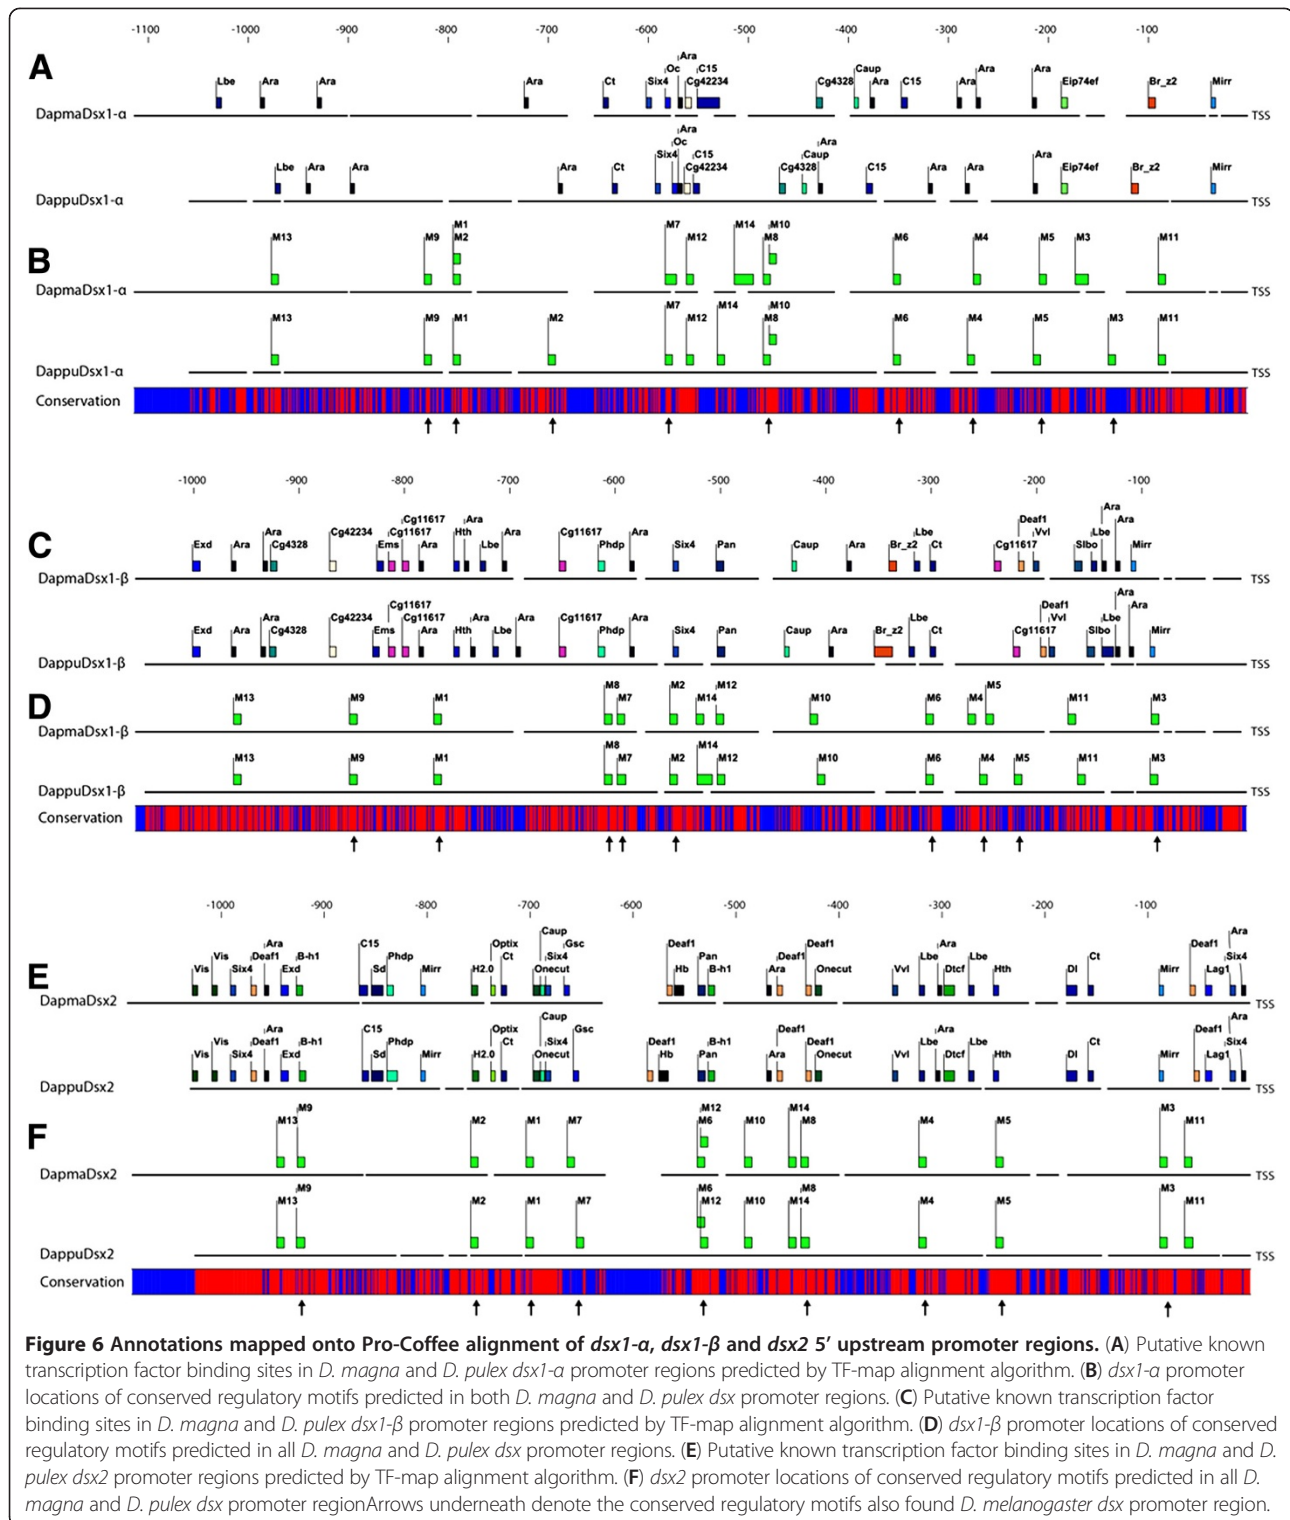 -1100 -1000 -900 -800 -700 -600 -500 -400 -300 -200 -100
A
Ara
Oc C15 Caup Ara Ara
Lbe Ara Ara Ara Ct Six4 Cg42234 Cg4328 Ara C15 Ara Eip74ef Br_z2 Mirr
DapmaDsx1-α TSS
Ara
Oc Ara
Six4 C15 Caup Ara
Lbe Ara Ara Ara Ct Cg42234 Cg4328 C15 Ara Ara Eip74ef Br_z2 Mirr
DappuDsx1-α TSS
B
M1 M7 M14 M10
M13 M9 M2 M12 M8 M6 M4 M5 M3 M11
DapmaDsx1-α TSS
M7 M14 M10
M13 M9 M1 M2 M12 M8 M6 M4 M5 M3 M11
DappuDsx1-α TSS
Conservation
-1000 -900 -800 -700 -600 -500 -400 -300 -200 -100
C
Ara
Cg11617 Ara Deaf1 Ara
Ara Cg42234 Cg11617 Hth Ara Cg11617 Lbe Vvl Lbe
Exd Ara Cg4328 Ems Ara Lbe Phdp Ara Six4 Pan Caup Ara Br_z2 Ct Cg11617 Slbo Mirr
DapmaDsx1-β TSS
Ara
Cg11617 Deaf1 Ara
Ara Cg42234 Cg11617 Ara Ara Cg11617 Lbe Vvl Lbe
Exd Ara Cg4328 Ems Ara Hth Lbe Phdp Ara Six4 Pan Caup Ara Br_z2 Ct Cg11617 Slbo Mirr
DappuDsx1-β TSS
D
M8 M12 M5
M13 M9 M1 M7 M2 M14 M10 M6 M4 M11 M3
DapmaDsx1-β TSS
M8 M14
M13 M9 M1 M7 M2 M12 M10 M6 M4 M5 M11 M3
DappuDsx1-β TSS
Conservation
-1000 -900 -800 -700 -600 -500 -400 -300 -200 -100
E
Caup Ara
Ara C15 Optix Gsc Deaf1 Deaf1 Ara Deaf1
Vis Deaf1 B-h1 Phdp Ct Six4 Pan Deaf1 Lbe Lbe Ct Six4
Vis Six4 Exd Sd Mirr H2.0 Onecut Hb B-h1 Ara Onecut Vvl Dtcf Hth Dl Mirr Lag1
DapmaDsx2 TSS
Caup Ara
Ara C15 Optix Gsc Deaf1 Deaf1 Ara Deaf1
Vis Deaf1 B-h1 Phdp Ct Six4 Deaf1 B-h1 Deaf1 Lbe Lbe Ct Six4
Vis Six4 Exd Sd Mirr H2.0 Onecut Hb Pan Ara Onecut Vvl Dtcf Hth Dl Mirr Lag1
DappuDsx2 TSS
F
M9 M12 M14 M3
M13 M2 M1 M7 M6 M10 M8 M4 M5 M11
DapmaDsx2 TSS
M9 M6 M8 M3
M13 M2 M1 M7 M12 M10 M14 M4 M5 M11
DappuDsx2 TSS
Conservation
Figure 6 Annotations mapped onto Pro-Coffee alignment of dsx1-α, dsx1-β and dsx2 5’ upstream promoter regions. (A) Putative known
transcription factor binding sites in D. magna and D. pulex dsx1-α promoter regions predicted by TF-map alignment algorithm. (B) dsx1-α promoter
locations of conserved regulatory motifs predicted in both D. magna and D. pulex dsx promoter regions. (C) Putative known transcription factor
binding sites in D. magna and D. pulex dsx1-β promoter regions predicted by TF-map alignment algorithm. (D) dsx1-β promoter locations of conserved
regulatory motifs predicted in all D. magna and D. pulex dsx promoter regions. (E) Putative known transcription factor binding sites in D. magna and D.
pulex dsx2 promoter regions predicted by TF-map alignment algorithm. (F) dsx2 promoter locations of conserved regulatory motifs predicted in all D.
magna and D. pulex dsx promoter regionArrows underneath denote the conserved regulatory motifs also found D. melanogaster dsx promoter region.